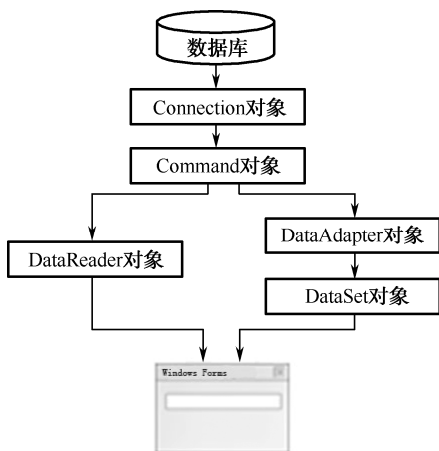 数据库
Connection对象
Command对象
DataReader对象
DataAdapter对象
DataSet对象
Windows Forms